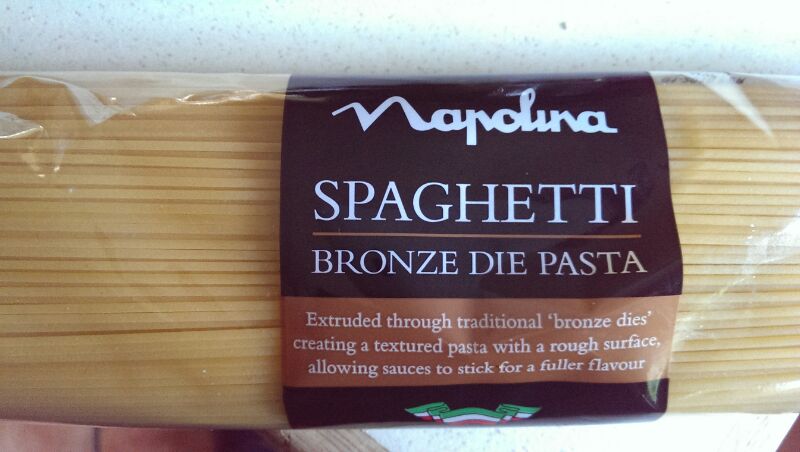 Napolina
SPAGHETTI
BRONZE DIE PASTA
Extruded through traditional 'bronze dies'
creating a textured pasta with a rough surface,
allowing sauces to stick for a fuller flavour